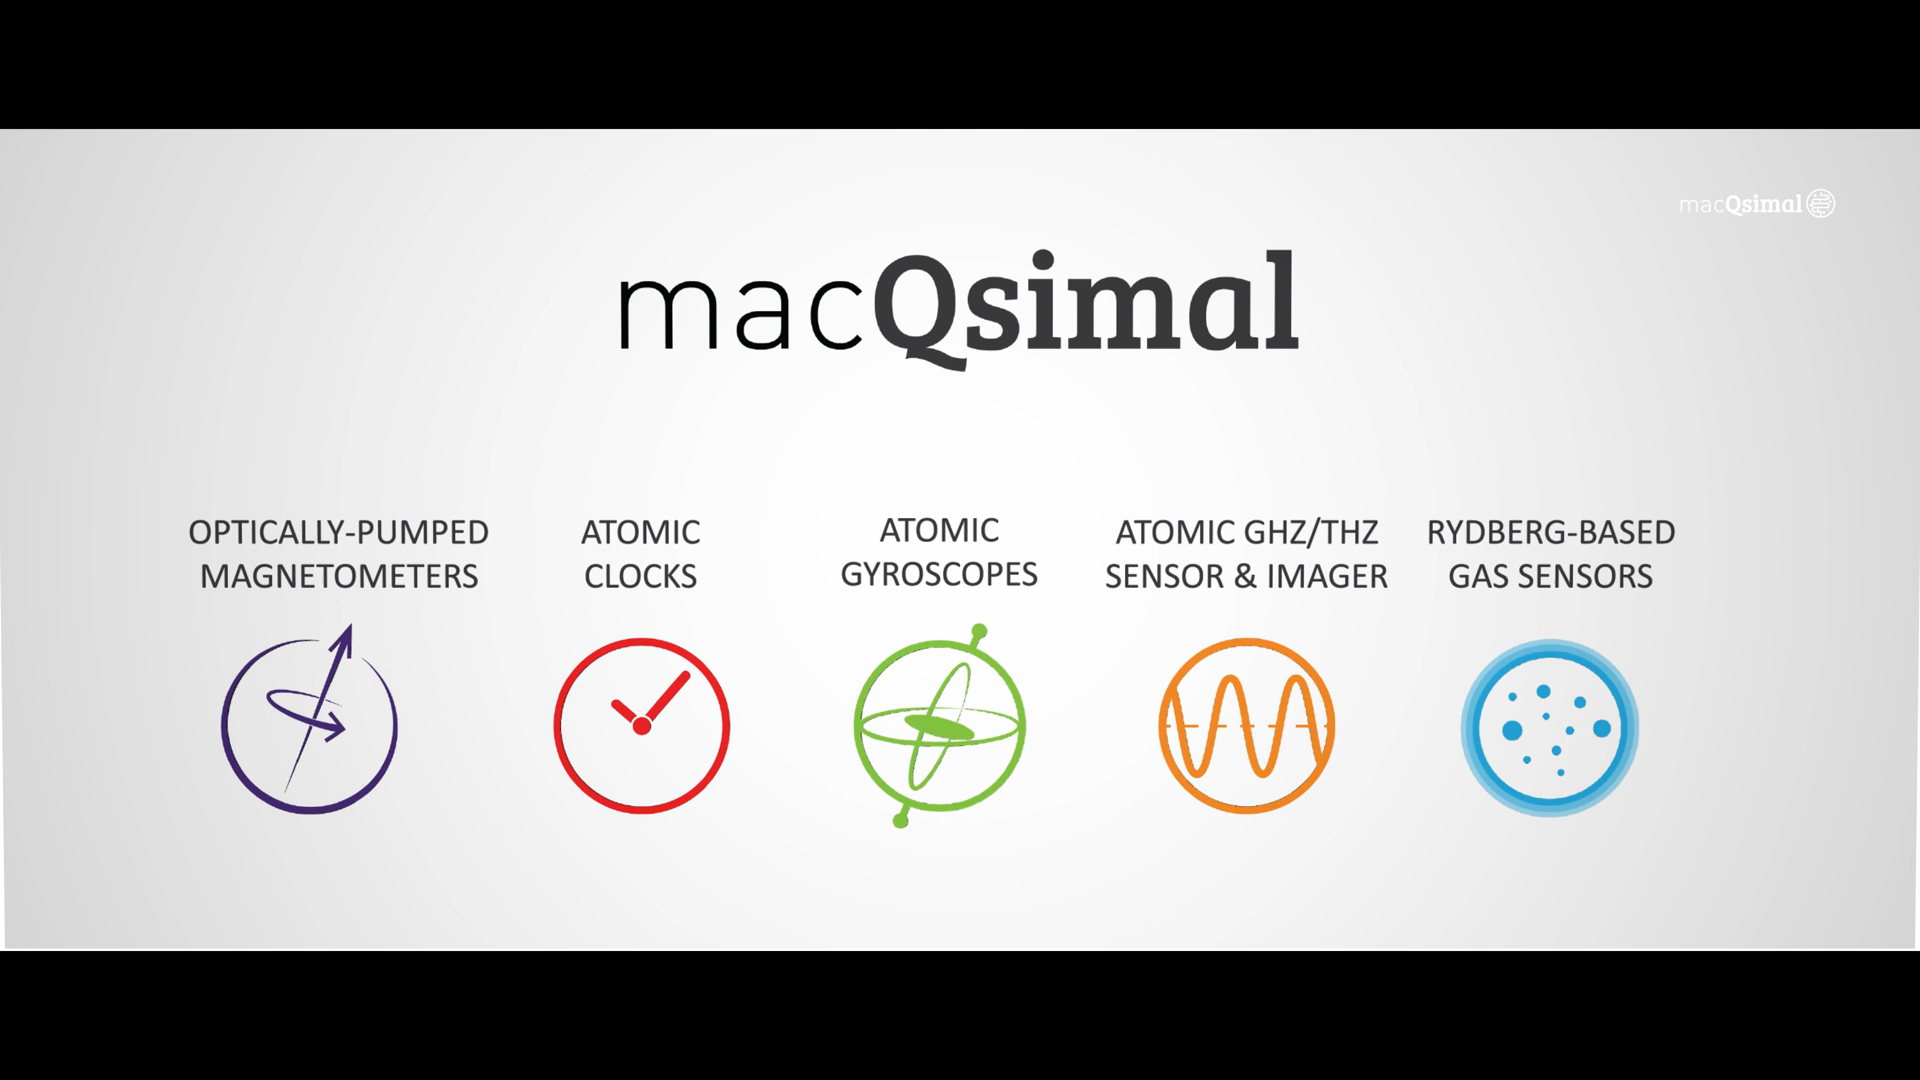 macQsimal
macQsimal
OPTICALLY-PUMPED
MAGNETOMETERS
ATOMIC
CLOCKS
ATOMIC
GYROSCOPES
ATOMIC GHZ/THZ
SENSOR & IMAGER
RYDBERG-BASED
GAS SENSORS